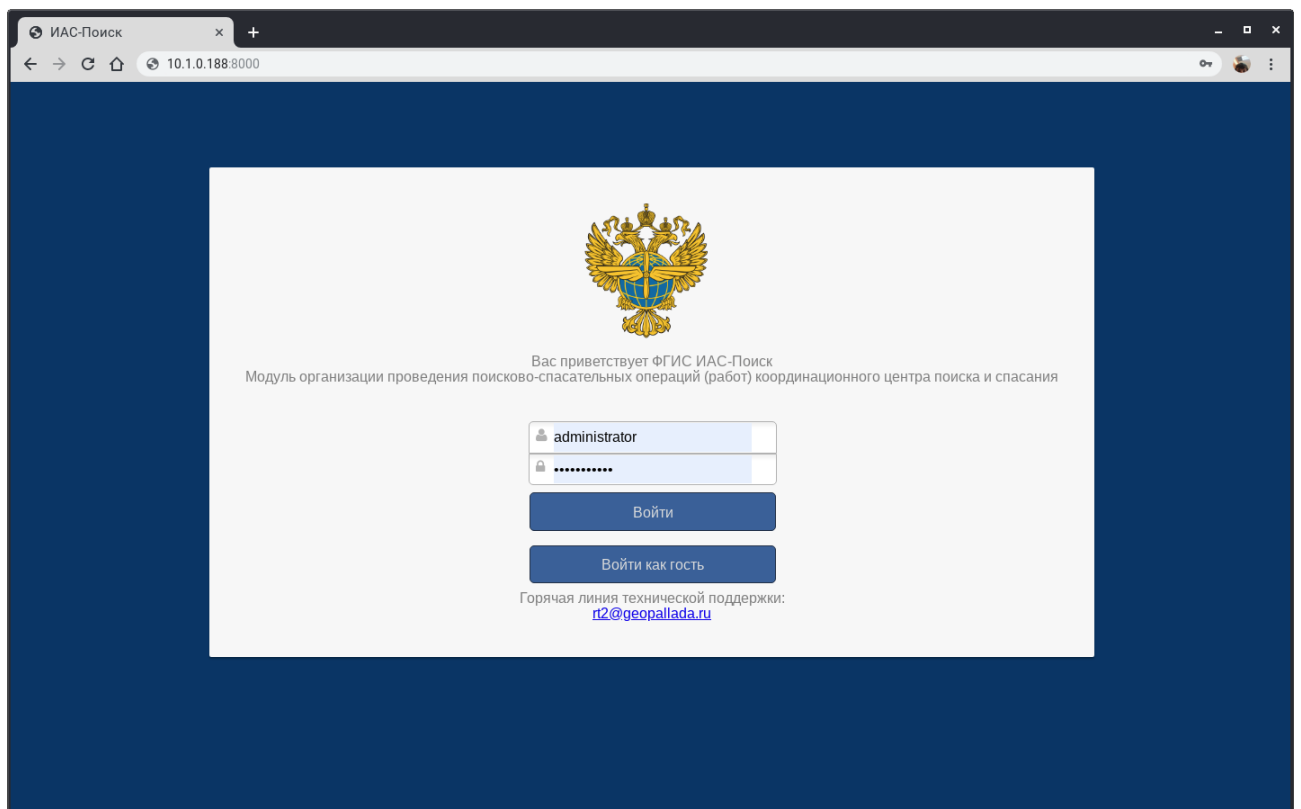 ИАС-Поиск
10.1.0.188:8000
Вас приветствует ФГИС ИАС-Поиск
Модуль организации проведения поисково-спасательных операций (работ) координационного центра поиска и спасания
administrator
•••••••••••
Войти
Войти как гость
Горячая линия технической поддержки:
rt2@geopallada.ru